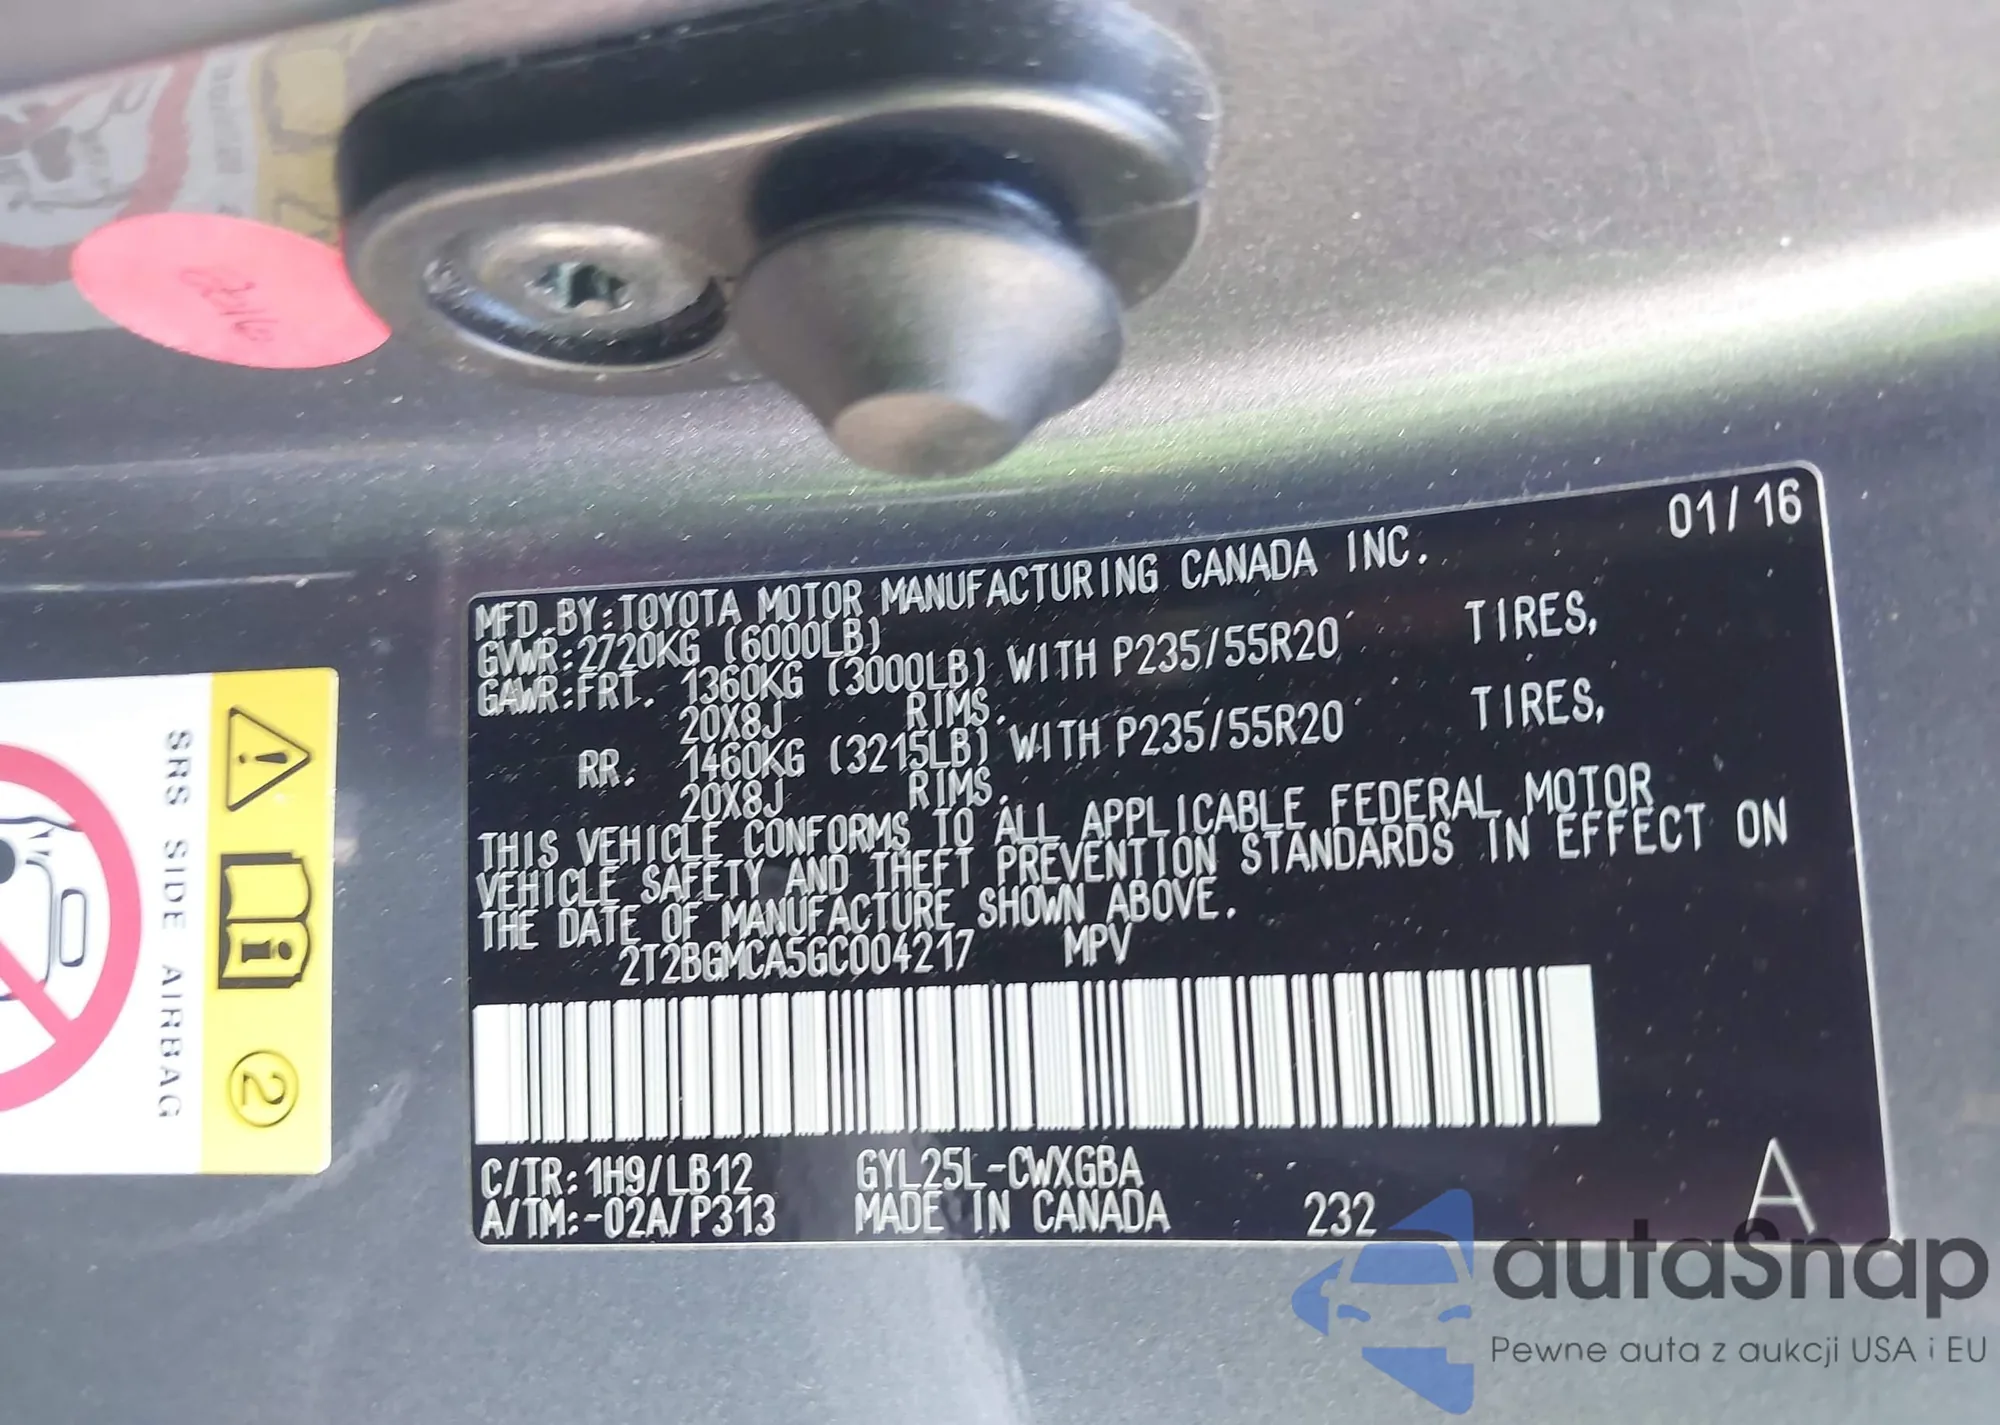 01/16
MFD. BY: TOYOTA MOTOR MANUFACTURING CANADA INC.
GVWR: 2720KG (6000LB)
GAWR: FRT. 1360KG (3000LB) WITH P235/55R20 TIRES,
20X8J RIMS.
RR. 1460KG (3215LB) WITH P235/55R20 TIRES,
20X8J RIMS.
THIS VEHICLE CONFORMS TO ALL APPLICABLE FEDERAL MOTOR
VEHICLE SAFETY AND THEFT PREVENTION STANDARDS IN EFFECT ON
THE DATE OF MANUFACTURE SHOWN ABOVE.
2T2BGMCA5GC004217 MPV
C/TR: 1H9/LB12 GYL25L-CWXGBA
A/TM: -02A/P313 MADE IN CANADA 232 A
SRS SIDE AIRBAG
2
autaSnap
Pewne auta z aukcji USA i EU